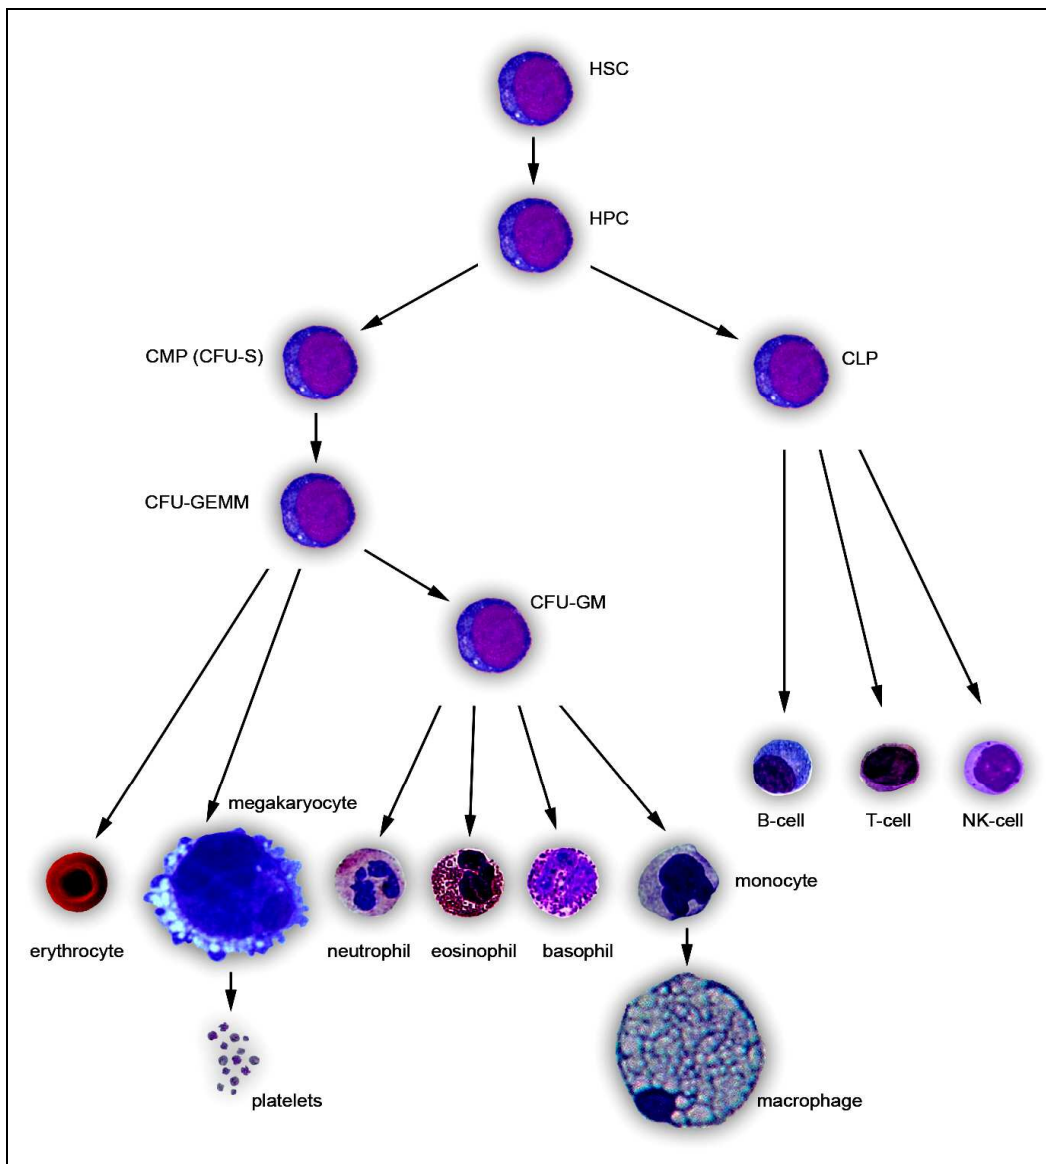 HSC
HPC
CMP (CFU-S)
CLP
CFU-GEMM
CFU-GM
megakaryocyte
B-cell
T-cell
NK-cell
monocyte
erythrocyte
neutrophil
eosinophil
basophil
platelets
macrophage